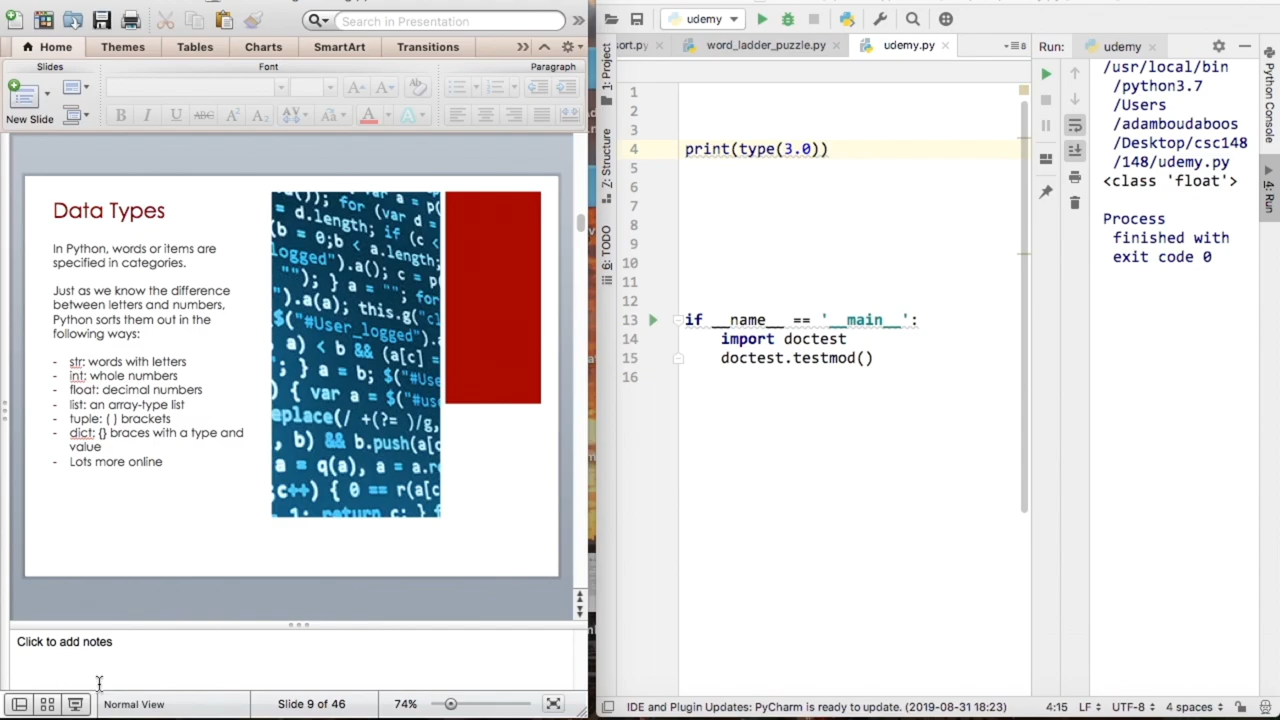 Search in Presentation
Home
Themes
Tables
Charts
SmartArt
Transitions
Slides
Font
Paragraph
New Slide
Data Types
In Python, words or items are
specified in categories.
Just as we know the difference
between letters and numbers,
Python sorts them out in the
following ways:
- str: words with letters
- int: whole numbers
- float: decimal numbers
- list: an array-type list
- tuple: ( ) brackets
- dict: {} braces with a type and
value
- Lots more online
Click to add notes
Normal View
Slide 9 of 46
74%
udemy
sort.py
word_ladder_puzzle.py
udemy.py
1: Project
7: Structure
6: TODO
1
2
3
4 print(type(3.0))
5
6
7
8
9
10
11
12
13 if __name__ == '__main__':
14 import doctest
15 doctest.testmod()
16
Run:
udemy
/usr/local/bin
/python3.7
/Users
/adamboudaboos
/Desktop/csc148
/148/udemy.py
<class 'float'>
Process
finished with
exit code 0
Python Console
4: Run
IDE and Plugin Updates: PyCharm is ready to update. (2019-08-31 18:23)
4:15
LF
UTF-8
4 spaces